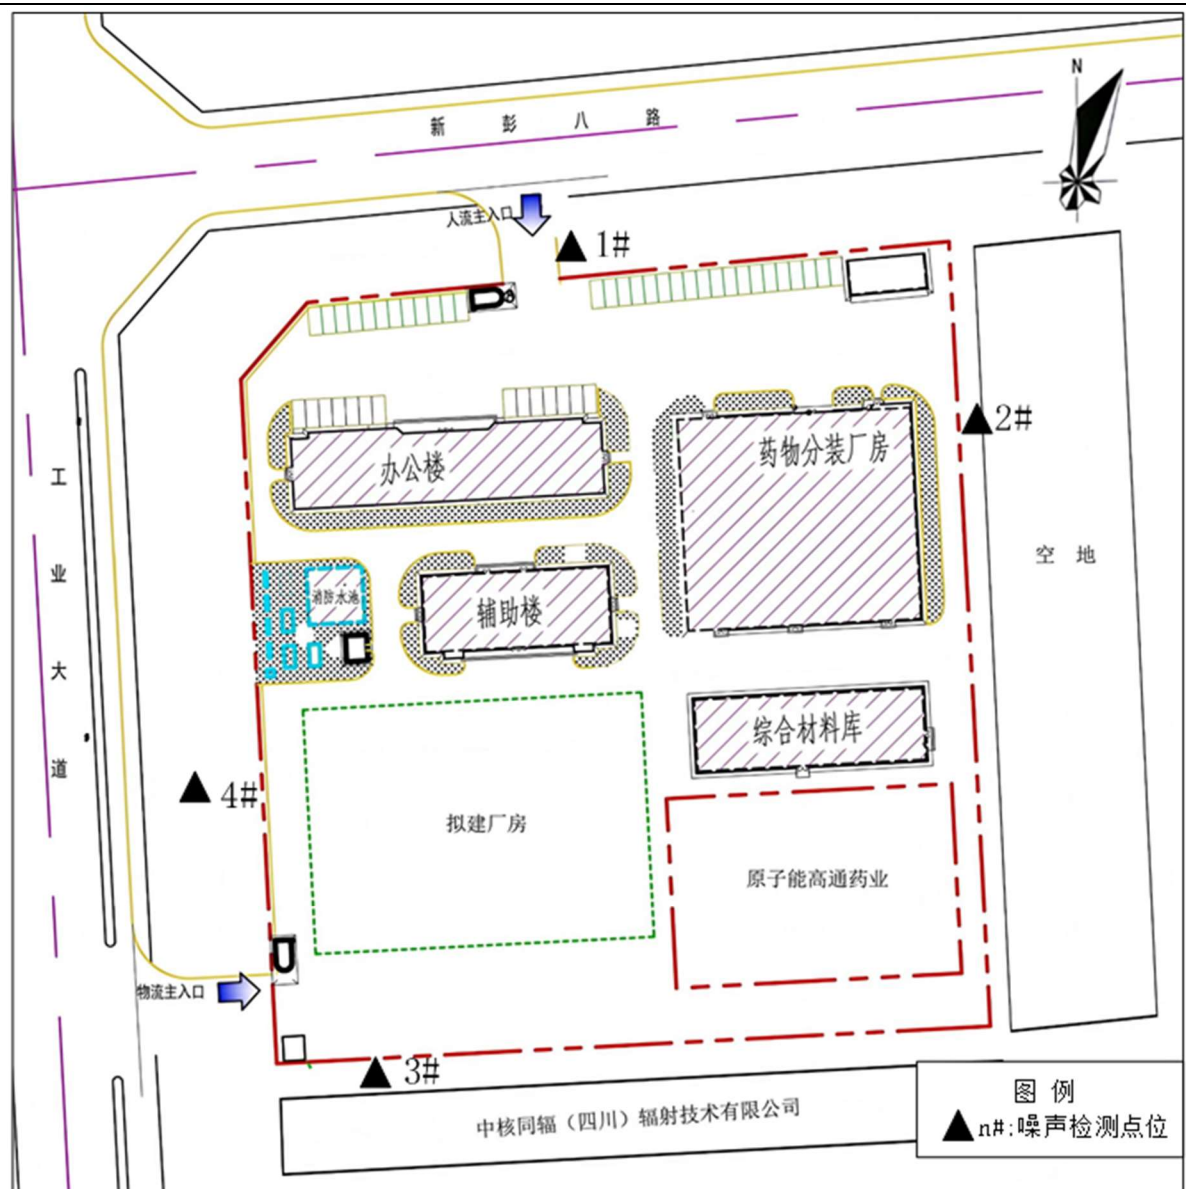 N
新彭八路
人流主入口
1#
2#
药物分装厂房
办公楼
工业大道
空地
消防水池
辅助楼
综合材料库
4#
拟建厂房
原子能高通药业
物流主入口
3#
图例
n#:噪声检测点位
中核同辐（四川）辐射技术有限公司